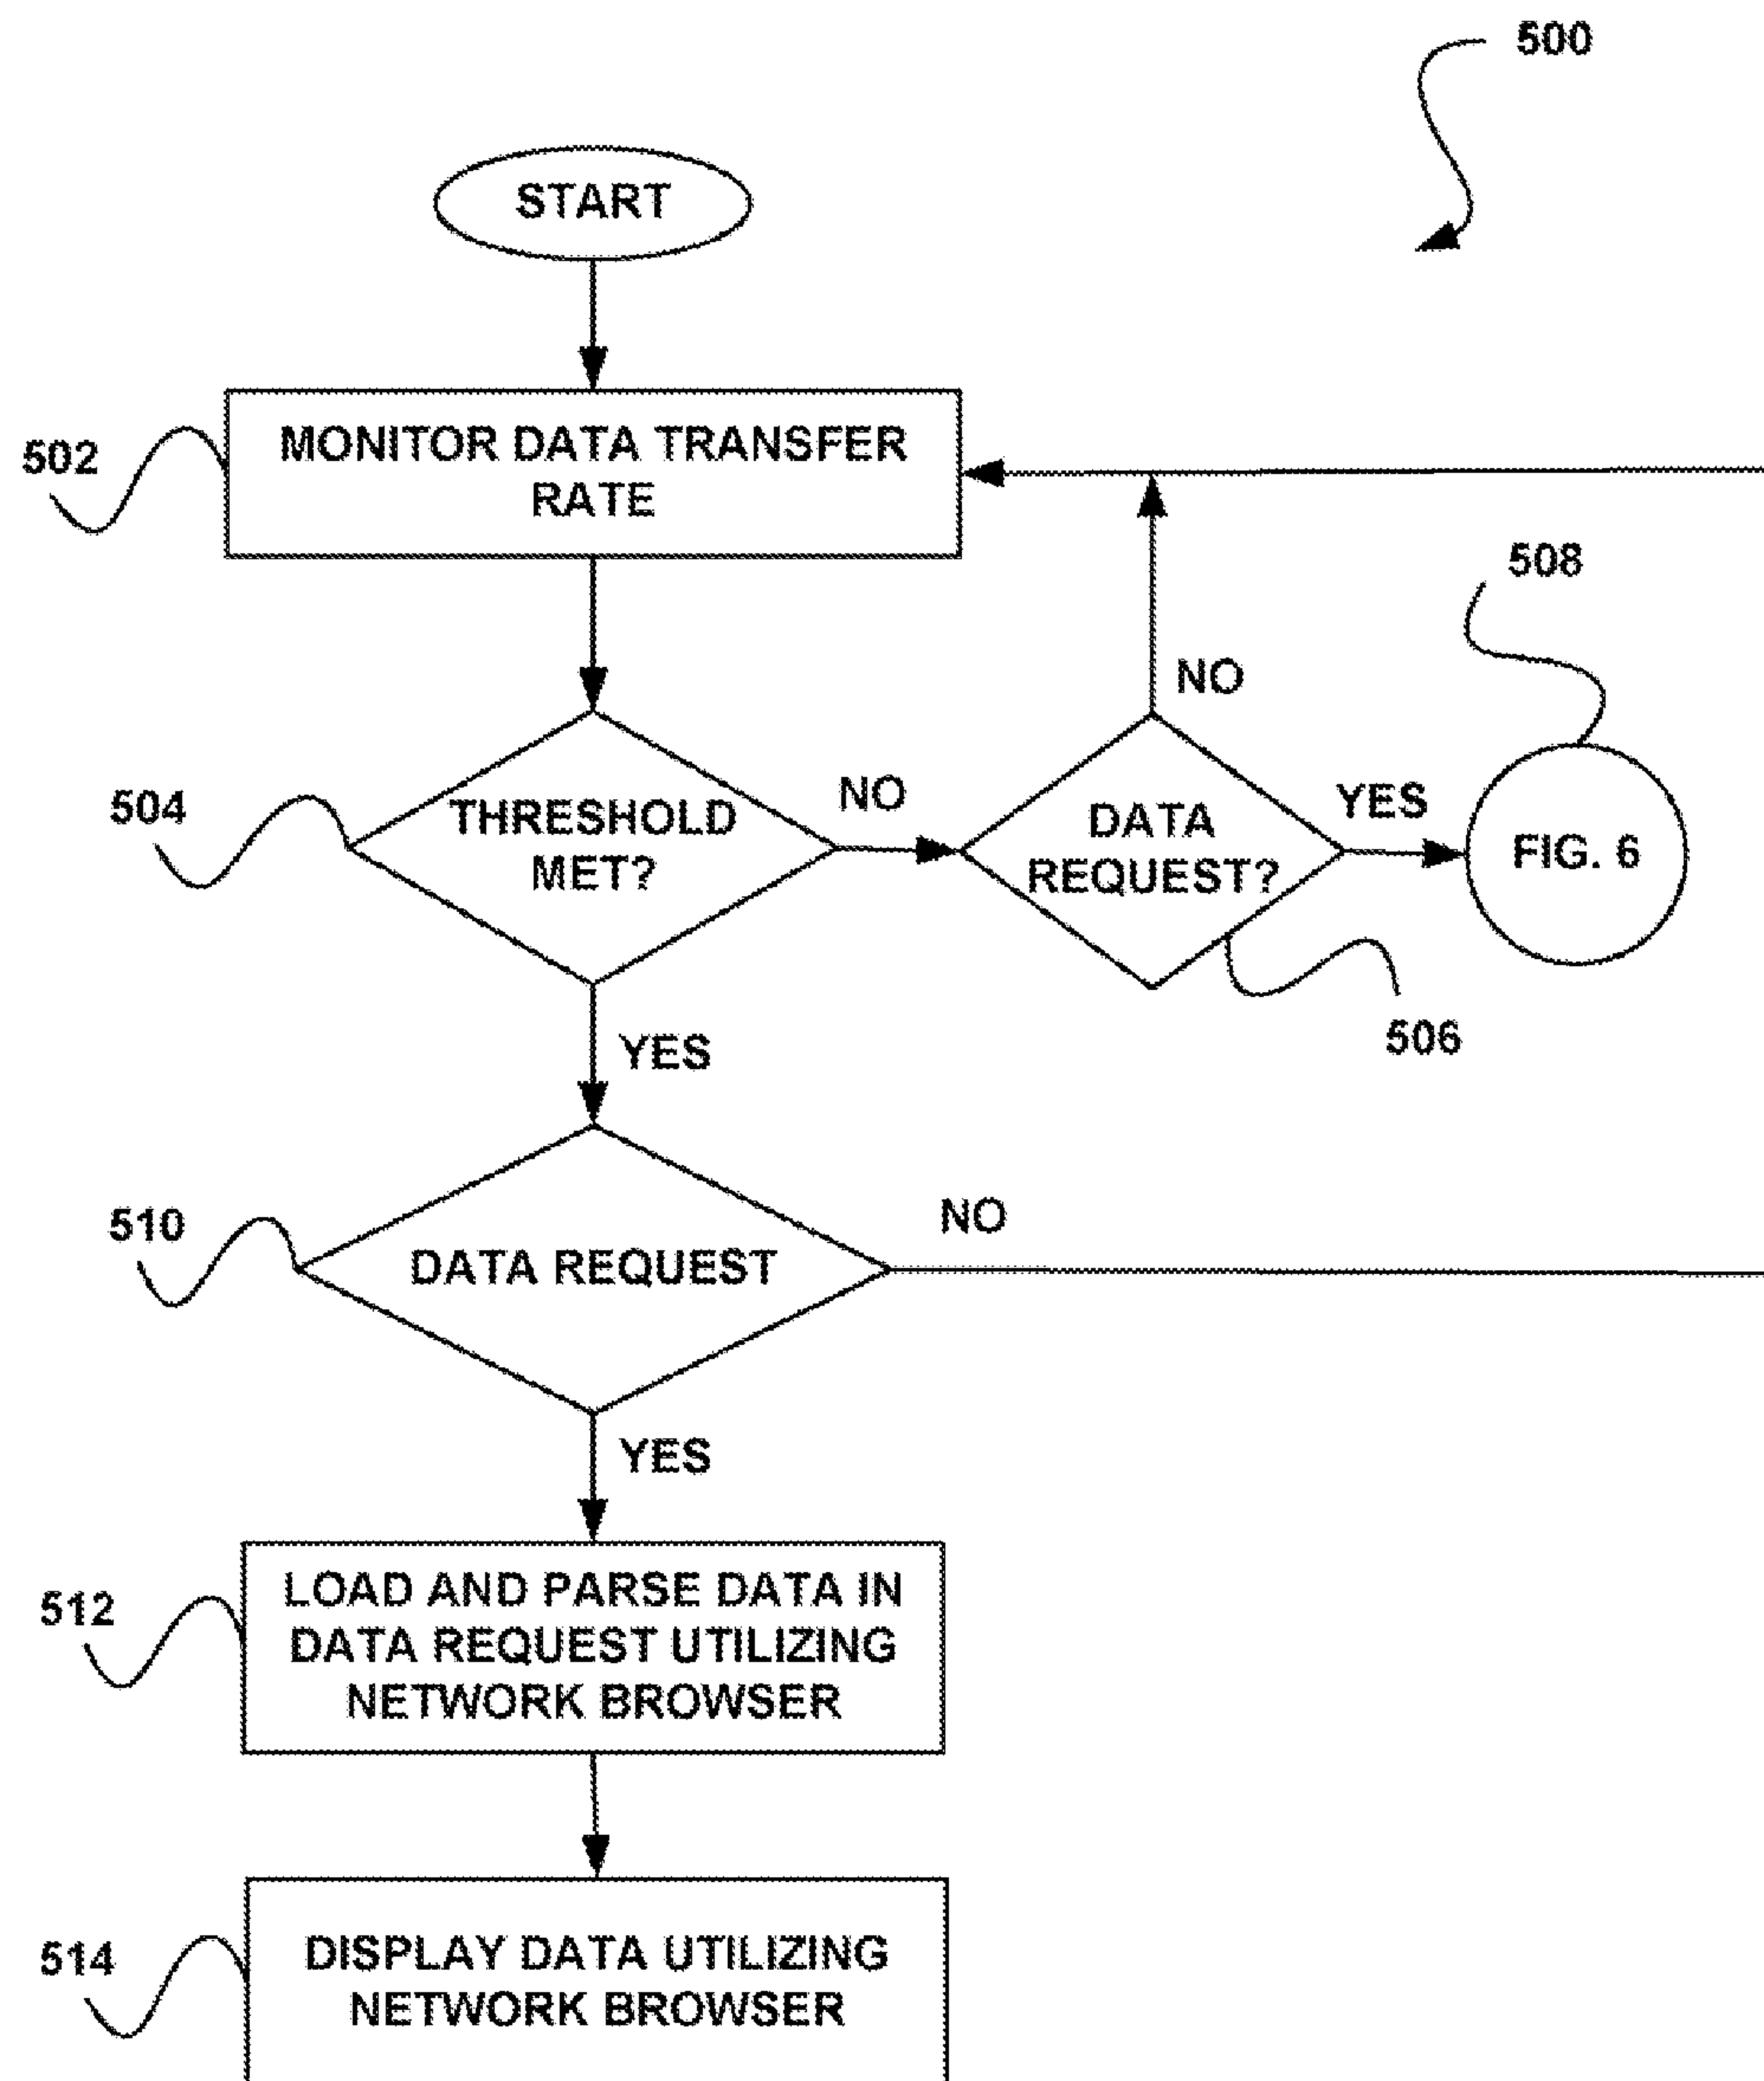 500
START
502
MONITOR DATA TRANSFER
RATE
508
NO
504
THRESHOLD
MET?
NO
DATA
REQUEST?
YES
FIG. 6
506
YES
510
DATA REQUEST
NO
YES
512
LOAD AND PARSE DATA IN
DATA REQUEST UTILIZING
NETWORK BROWSER
514
DISPLAY DATA UTILIZING
NETWORK BROWSER